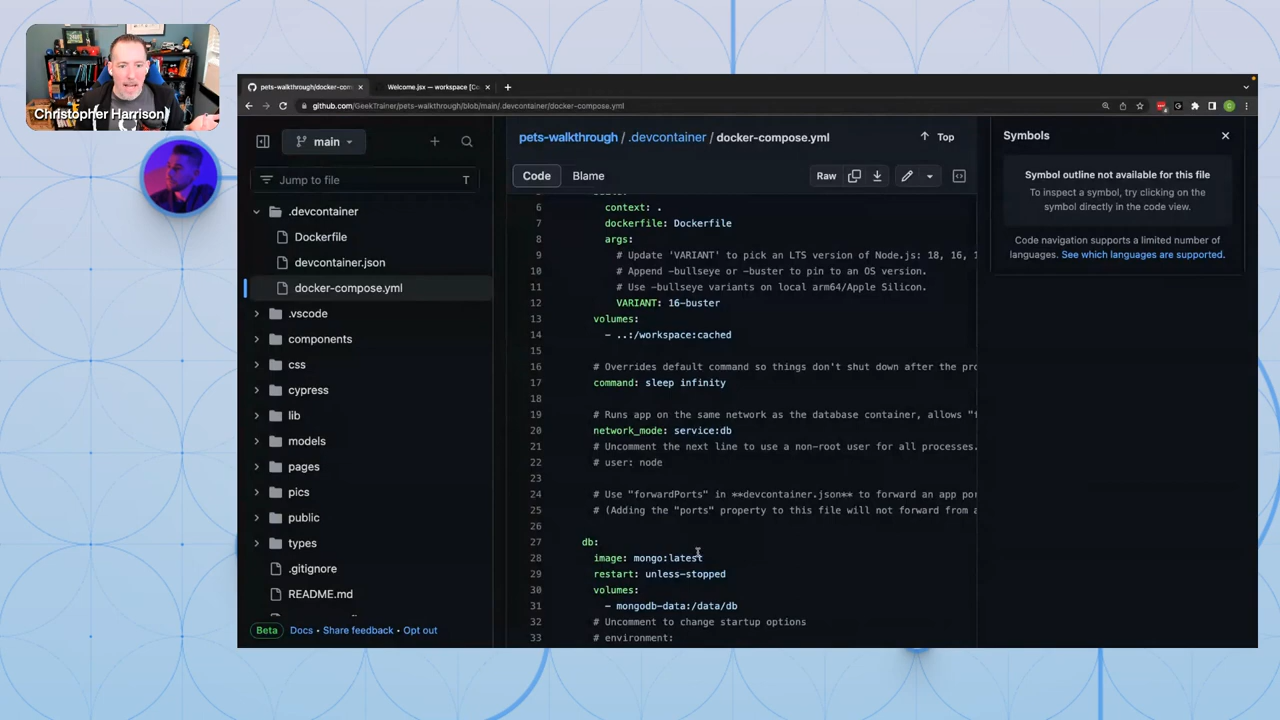 Christopher Harrison
pets-walkthrough/docker-com
Welcome.jsx — workspace [Co
github.com/GeekTrainer/pets-walkthrough/blob/main/.devcontainer/docker-compose.yml
main
Jump to file
T
.devcontainer
Dockerfile
devcontainer.json
docker-compose.yml
.vscode
components
css
cypress
lib
models
pages
pics
public
types
.gitignore
README.md
Beta
Docs • Share feedback • Opt out
pets-walkthrough / .devcontainer / docker-compose.yml
Top
Code
Blame
Raw
6 context: .
7 dockerfile: Dockerfile
8 args:
9 # Update 'VARIANT' to pick an LTS version of Node.js: 18, 16, 1
10 # Append -bullseye or -buster to pin to an OS version.
11 # Use -bullseye variants on local arm64/Apple Silicon.
12 VARIANT: 16-buster
13 volumes:
14 - ..:/workspace:cached
15
16 # Overrides default command so things don't shut down after the pro
17 command: sleep infinity
18
19 # Runs app on the same network as the database container, allows "f
20 network_mode: service:db
21 # Uncomment the next line to use a non-root user for all processes.
22 # user: node
23
24 # Use "forwardPorts" in **devcontainer.json** to forward an app por
25 # (Adding the "ports" property to this file will not forward from a
26
27 db:
28 image: mongo:latest
29 restart: unless-stopped
30 volumes:
31 - mongodb-data:/data/db
32 # Uncomment to change startup options
33 # environment:
Symbols
Symbol outline not available for this file
To inspect a symbol, try clicking on the
symbol directly in the code view.
Code navigation supports a limited number of
languages. See which languages are supported.